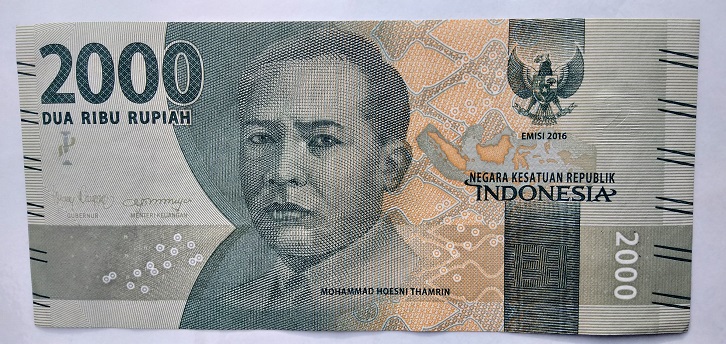 2000
DUA RIBU RUPIAH
GUBERNUR
MENTERI KEUANGAN
MOHAMMAD HOESNI THAMRIN
EMISI 2016
NEGARA KESATUAN REPUBLIK
INDONESIA
2000